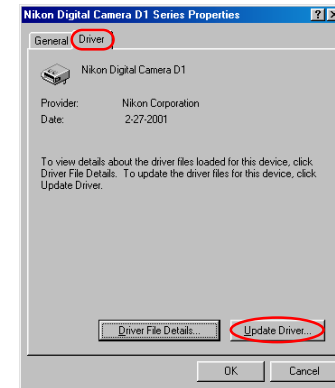 Nikon Digital Camera D1 Series Properties
General Driver
Nikon Digital Camera D1
Provider: Nikon Corporation
Date: 2-27-2001
To view details about the driver files loaded for this device, click
Driver File Details. To update the driver files for this device, click
Update Driver.
Driver File Details... Update Driver...
OK Cancel